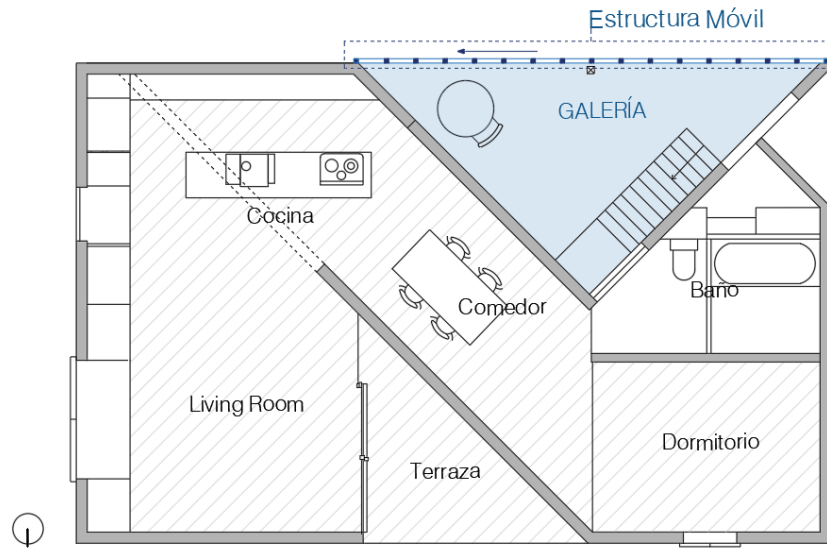 Estructura Móvil
GALERÍA
Cocina
Comedor
Baño
Living Room
Terraza
Dormitorio